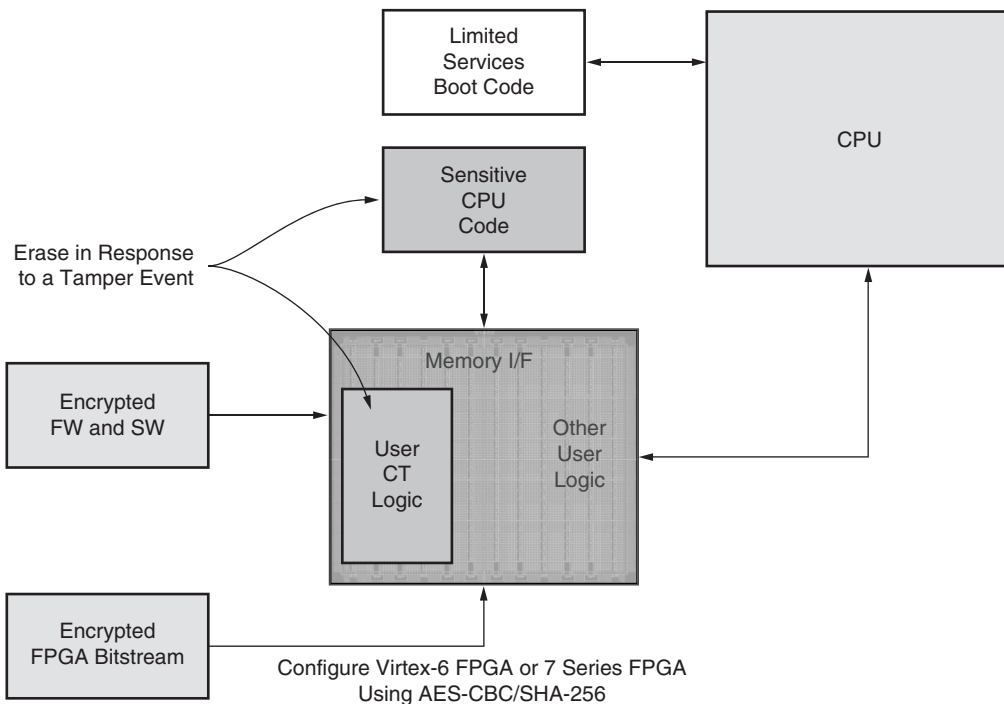 Limited
Services
Boot Code
CPU
Sensitive
CPU
Code
Erase in Response
to a Tamper Event
Memory I/F
Encrypted
FW and SW
User
CT
Logic
Other
User
Logic
Encrypted
FPGA Bitstream
Configure Virtex-6 FPGA or 7 Series FPGA
Using AES-CBC/SHA-256